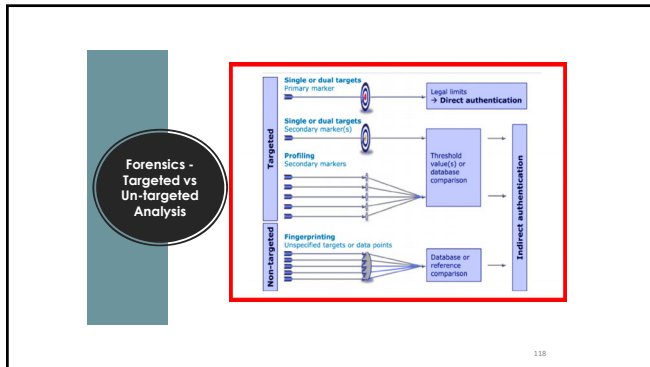 Forensics -
Targeted vs
Un-targeted
Analysis
Targeted
Single or dual targets
Primary marker
Legal limits
→ Direct authentication
Single or dual targets
Secondary marker(s)
Profiling
Secondary markers
Threshold
value(s) or
database
comparison
Indirect authentication
Non-targeted
Fingerprinting
Unspecified targets or data points
Database or
reference
comparison
118